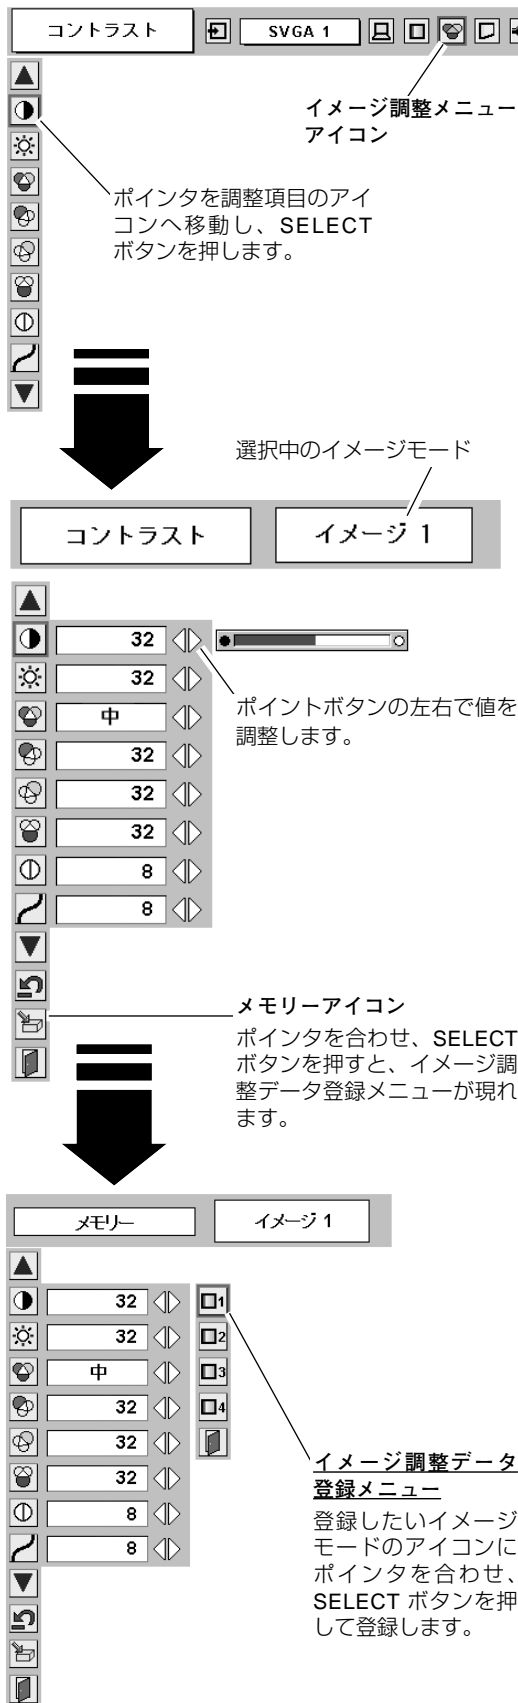 コントラスト
SVGA 1
イメージ調整メニュー
アイコン
ポインタを調整項目のアイ
コンへ移動し、SELECT
ボタンを押します。
選択中のイメージモード
コントラスト
イメージ 1
32
32
ポイントボタンの左右で値を
調整します。
中
32
32
32
8
8
メモリーアイコン
ポインタを合わせ、SELECT
ボタンを押すと、イメージ調
整データ登録メニューが現れ
ます。
メモリー
イメージ 1
32
1
32
2
中
3
32
4
32
32
8
8
イメージ調整データ
登録メニュー
登録したいイメージ
モードのアイコンに
ポインタを合わせ、
SELECT ボタンを押
して登録します。